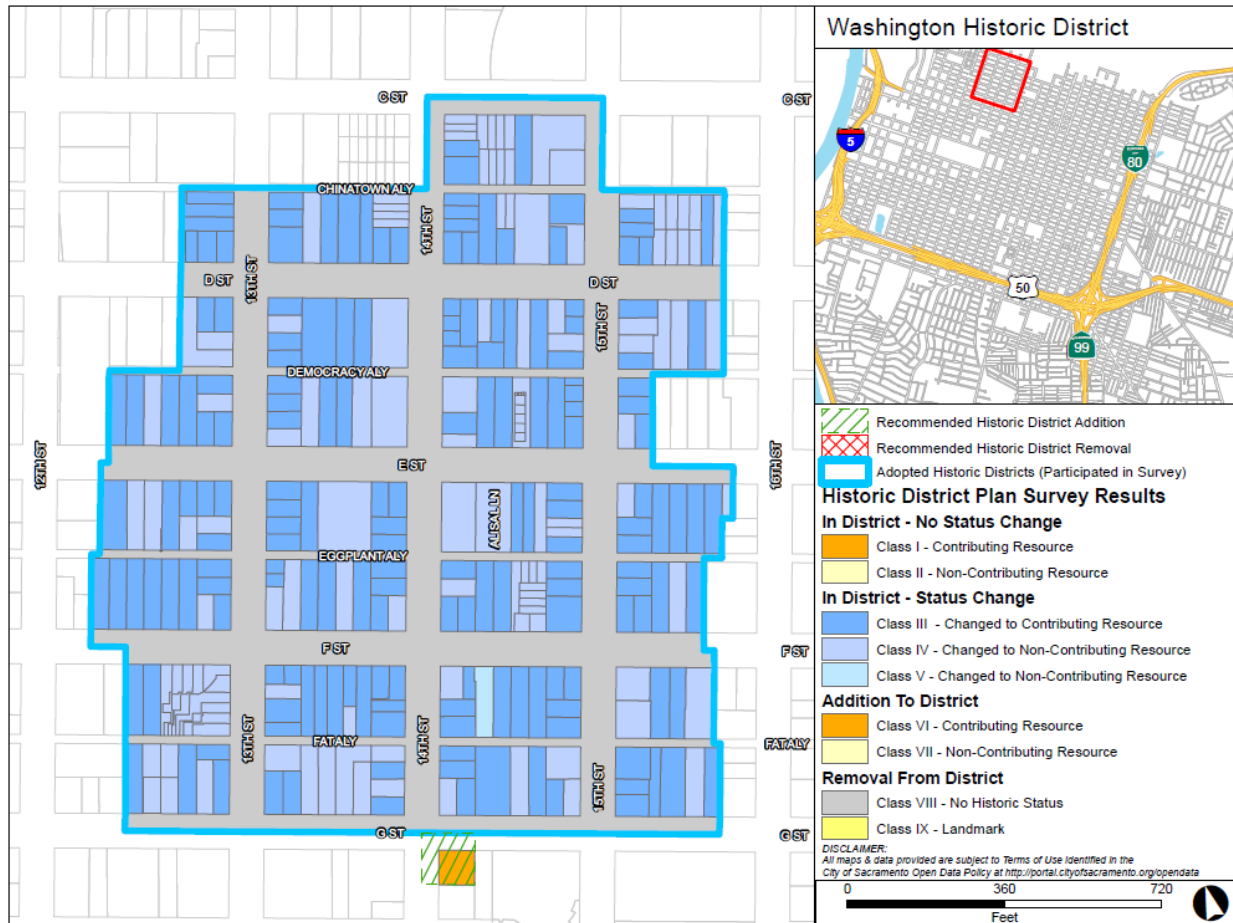 Washington Historic District
C ST
C ST
CHINATOWN ALY
14TH ST
13TH ST
D ST
D ST
15TH ST
DEMOCRACY ALY
12TH ST
E ST
16TH ST
ALISAL LN
EGGPLANT ALY
F ST
F ST
13TH ST
FAT ALY
14TH ST
15TH ST
FAT ALY
G ST
G ST
5
80
50
99
Recommended Historic District Addition
Recommended Historic District Removal
Adopted Historic Districts (Participated in Survey)
Historic District Plan Survey Results
In District - No Status Change
Class I - Contributing Resource
Class II - Non-Contributing Resource
In District - Status Change
Class III - Changed to Contributing Resource
Class IV - Changed to Non-Contributing Resource
Class V - Changed to Non-Contributing Resource
Addition To District
Class VI - Contributing Resource
Class VII - Non-Contributing Resource
Removal From District
Class VIII - No Historic Status
Class IX - Landmark
DISCLAIMER:
All maps & data provided are subject to Terms of Use Identified in the
City of Sacramento Open Data Policy at http://portal.cityofsacramento.org/opendata
0 360 720
Feet